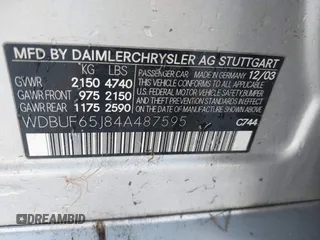 MFD BY DAIMLERCHRYSLER AG STUTTGART
KG LBS
GVWR 2150 4740
GAWR FRONT 975 2150
GAWR REAR 1175 2590
PASSENGER CAR
MADE IN GERMANY 12/03
THIS VEHICLE CONFORMS TO ALL APPLICABLE
U.S. FEDERAL MOTOR VEHICLE SAFETY/BUMPER/
AND THEFT PREVENTION STANDARDS IN EFFECT
ON THE DATE OF MANUFACTURE SHOWN ABOVE.
WDBUF65J84A487595
C744
DREAMBID